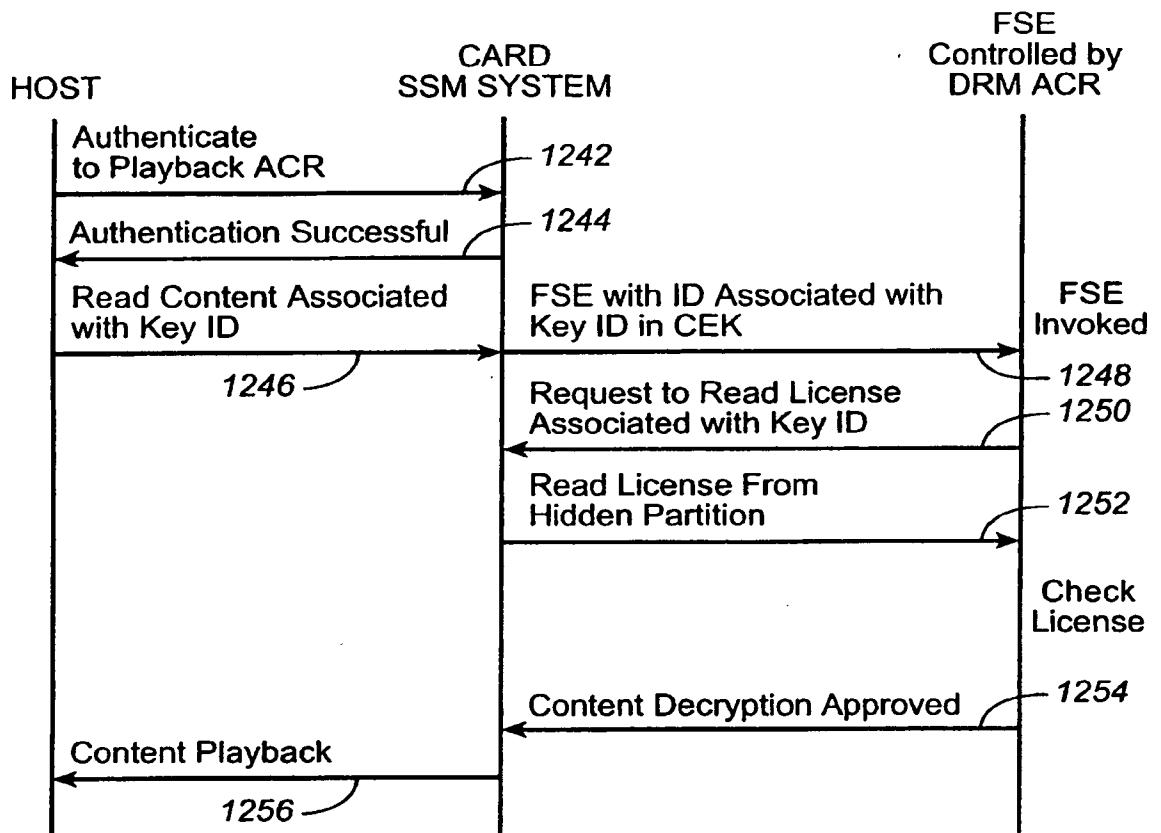 HOST
CARD
SSM SYSTEM
FSE
Controlled by
DRM ACR
Authenticate
to Playback ACR
1242
Authentication Successful
1244
Read Content Associated
with Key ID
1246
FSE with ID Associated with
Key ID in CEK
FSE
Invoked
1248
Request to Read License
Associated with Key ID
1250
Read License From
Hidden Partition
1252
Check
License
Content Decryption Approved
1254
Content Playback
1256